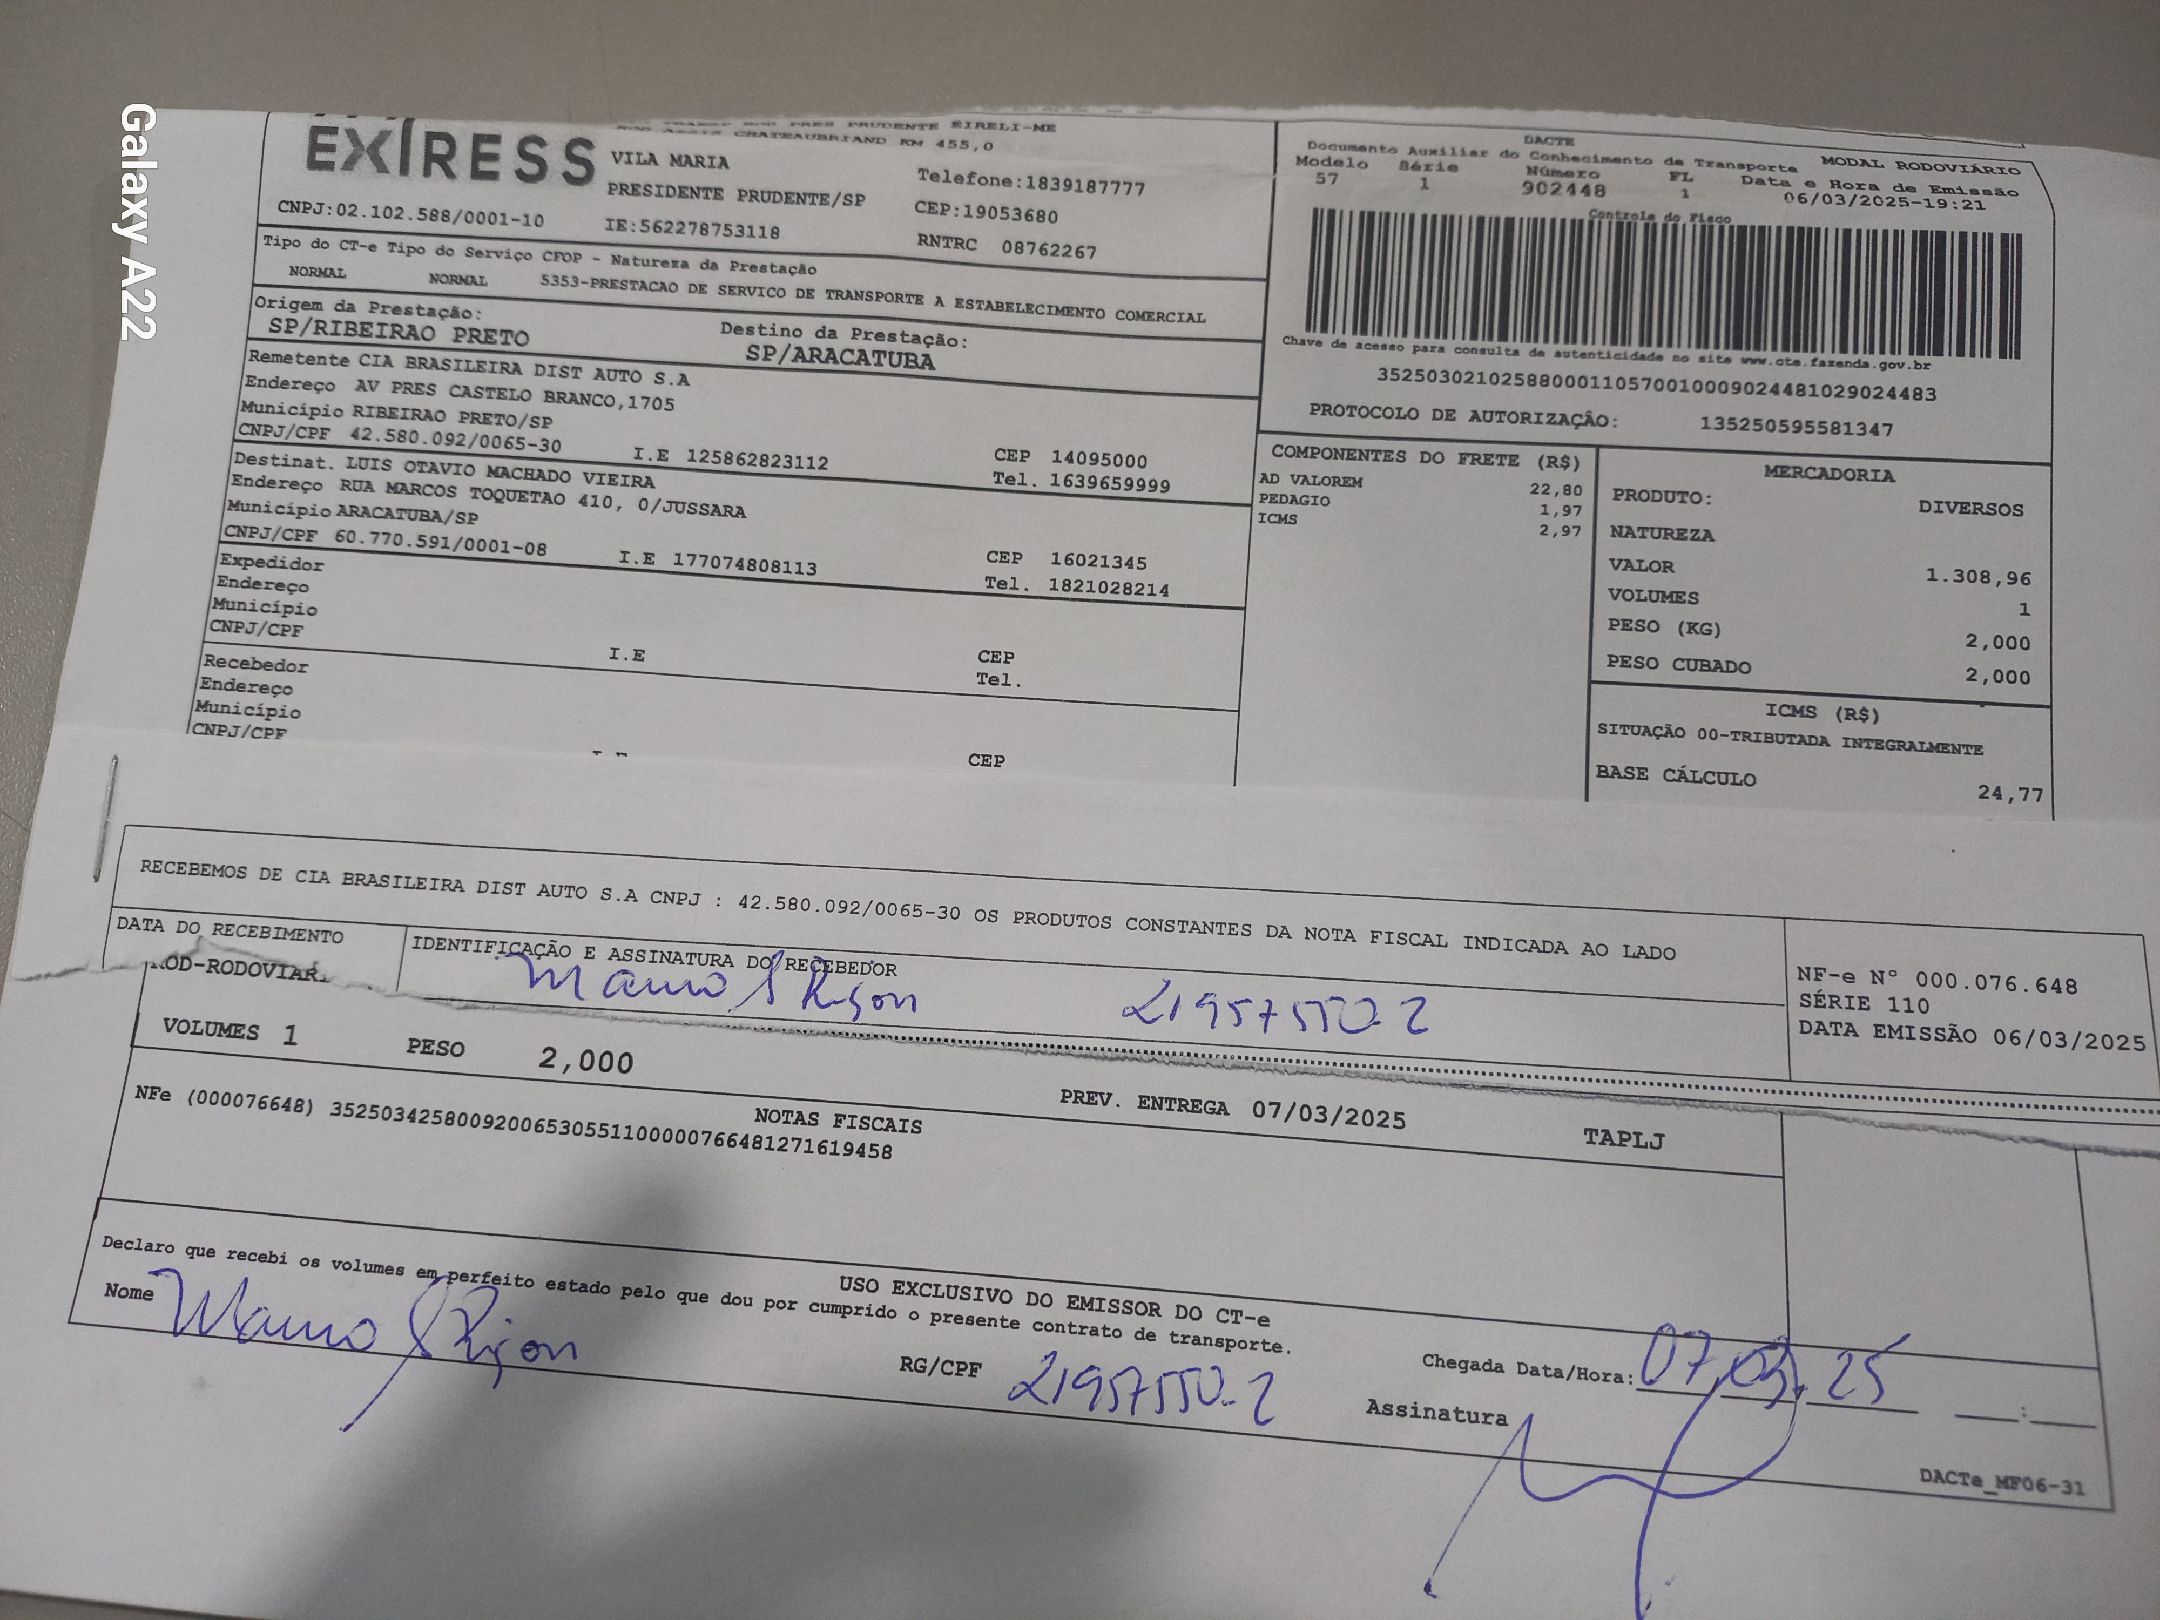 Galaxy A22
EXPRESS
PRUDENTE EIRELI-ME
CHATEAUBRIAND KM 455,0
VILA MARIA
PRESIDENTE PRUDENTE/SP
Telefone:1839187777
CEP:19053680
CNPJ:02.102.588/0001-10 IE:562278753118 RNTRC 08762267
Tipo do CT-e Tipo do Serviço CFOP - Natureza da Prestação
NORMAL NORMAL 5353-PRESTACAO DE SERVICO DE TRANSPORTE A ESTABELECIMENTO COMERCIAL
Origem da Prestação: Destino da Prestação:
SP/RIBEIRAO PRETO SP/ARACATUBA
Remetente CIA BRASILEIRA DIST AUTO S.A
Endereço AV PRES CASTELO BRANCO,1705
Município RIBEIRAO PRETO/SP CEP 14095000
CNPJ/CPF 42.580.092/0065-30 I.E 125862823112 Tel. 1639659999
Destinat. LUIS OTAVIO MACHADO VIEIRA
Endereço RUA MARCOS TOQUETAO 410, 0/JUSSARA
Município ARACATUBA/SP CEP 16021345
CNPJ/CPF 60.770.591/0001-08 I.E 177074808113 Tel. 1821028214
Expedidor
Endereço
Município CEP
CNPJ/CPF I.E Tel.
Recebedor
Endereço
Município CEP
CNPJ/CPF
DACTE MODAL RODOVIÁRIO
Documento Auxiliar do Conhecimento de Transporte
Modelo Série Número FL Data e Hora de Emissão
57 1 902448 1 06/03/2025-19:21
Controle do Fisco
Chave de acesso para consulta de autenticidade no site www.cte.fazenda.gov.br
35250302102588000110570010009024481029024483
PROTOCOLO DE AUTORIZAÇÂO: 135250595581347
COMPONENTES DO FRETE (R$)
AD VALOREM 22,80
PEDAGIO 1,97
ICMS 2,97
MERCADORIA
PRODUTO: DIVERSOS
NATUREZA
VALOR 1.308,96
VOLUMES 1
PESO (KG) 2,000
PESO CUBADO 2,000
ICMS (R$)
SITUAÇÃO 00-TRIBUTADA INTEGRALMENTE
BASE CÁLCULO 24,77
RECEBEMOS DE CIA BRASILEIRA DIST AUTO S.A CNPJ : 42.580.092/0065-30 OS PRODUTOS CONSTANTES DA NOTA FISCAL INDICADA AO LADO
DATA DO RECEBIMENTO IDENTIFICAÇÃO E ASSINATURA DO RECEBEDOR
21957550-2
NF-e Nº 000.076.648
SÉRIE 110
DATA EMISSÃO 06/03/2025
ROD-RODOVIAR
VOLUMES 1 PESO 2,000 PREV. ENTREGA 07/03/2025 TAPLJ
NOTAS FISCAIS
NFe (000076648) 35250342580092006530551100000766481271619458
USO EXCLUSIVO DO EMISSOR DO CT-e
Declaro que recebi os volumes em perfeito estado pelo que dou por cumprido o presente contrato de transporte.
Nome RG/CPF 21957550-2 Chegada Data/Hora: 07.03.25 __:__
Assinatura
DACTe_MF06-31